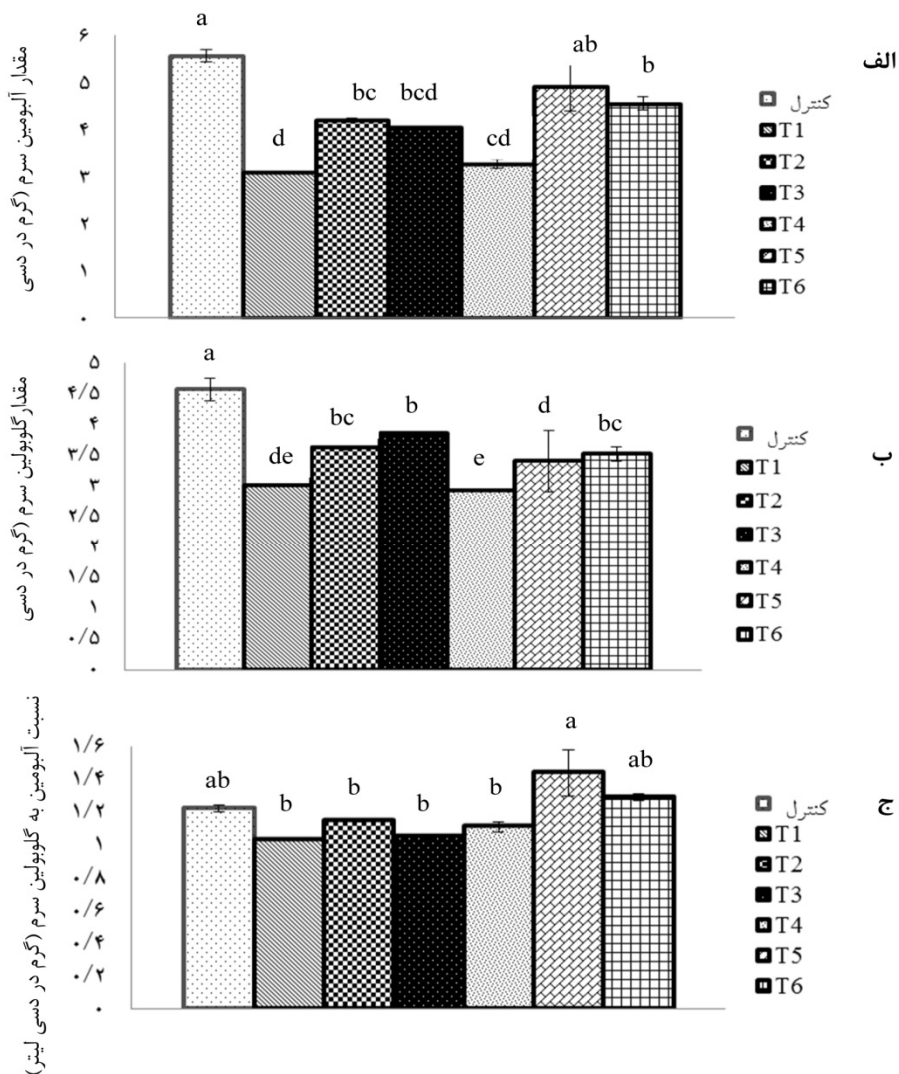 الف
مقدار آلبومین سرم (گرم در دسی
۶
۵
۴
۳
۲
۱
۰
a
d
bc
bcd
cd
ab
b
کنترل
T1
T2
T3
T4
T5
T6
ب
مقدارگلوبولین سرم (گرم در دسی
۵
۴/۵
۴
۳/۵
۳
۲/۵
۲
۱/۵
۱
۰/۵
۰
a
de
bc
b
e
d
bc
کنترل
T1
T2
T3
T4
T5
T6
ج
نسبت آلبومین به گلوبولین سرم (گرم در دسی لیتر)
۱/۶
۱/۴
۱/۲
۱
۰/۸
۰/۶
۰/۴
۰/۲
۰
ab
b
b
b
b
a
ab
کنترل
T1
T2
T3
T4
T5
T6